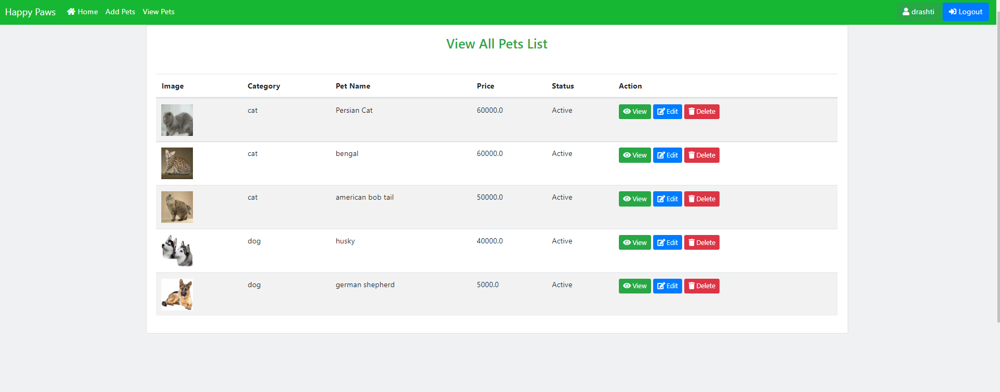 Happy Paws Home Add Pets View Pets drashti Logout
View All Pets List
Image Category Pet Name Price Status Action
cat Persian Cat 60000.0 Active View Edit Delete
cat bengal 60000.0 Active View Edit Delete
cat american bob tail 50000.0 Active View Edit Delete
dog husky 40000.0 Active View Edit Delete
dog german shepherd 5000.0 Active View Edit Delete